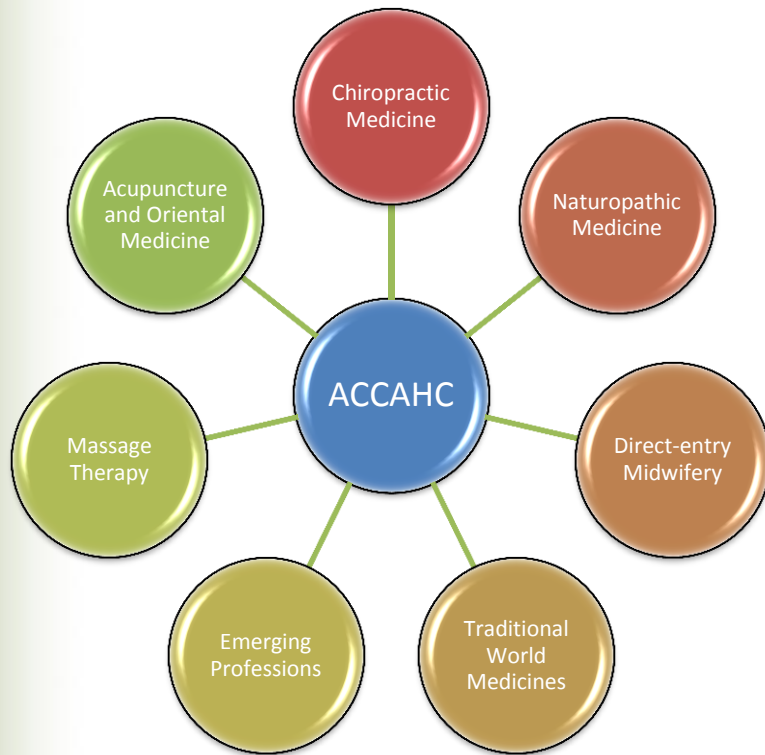 Chiropractic
Medicine
Naturopathic
Medicine
Direct-entry
Midwifery
Traditional
World
Medicines
Emerging
Professions
Massage
Therapy
Acupuncture
and Oriental
Medicine
ACCAHC